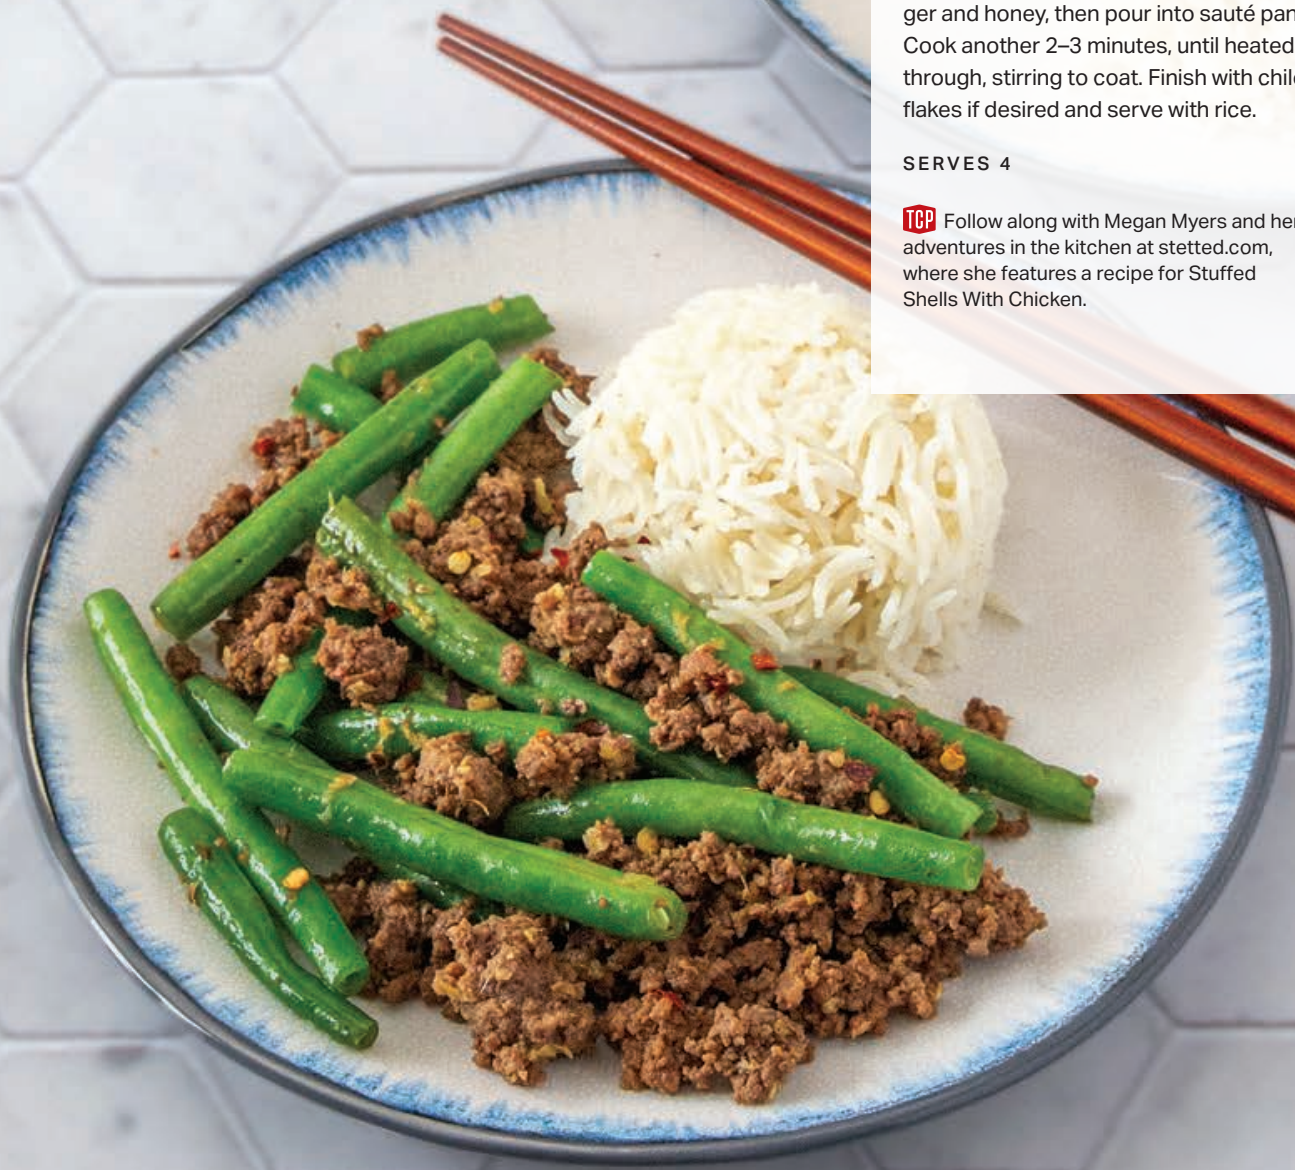 ger and honey, then pour into sauté pan
Cook another 2–3 minutes, until heated
through, stirring to coat. Finish with chil
flakes if desired and serve with rice.
SERVES 4
TCP Follow along with Megan Myers and her
adventures in the kitchen at stetted.com,
where she features a recipe for Stuffed
Shells With Chicken.